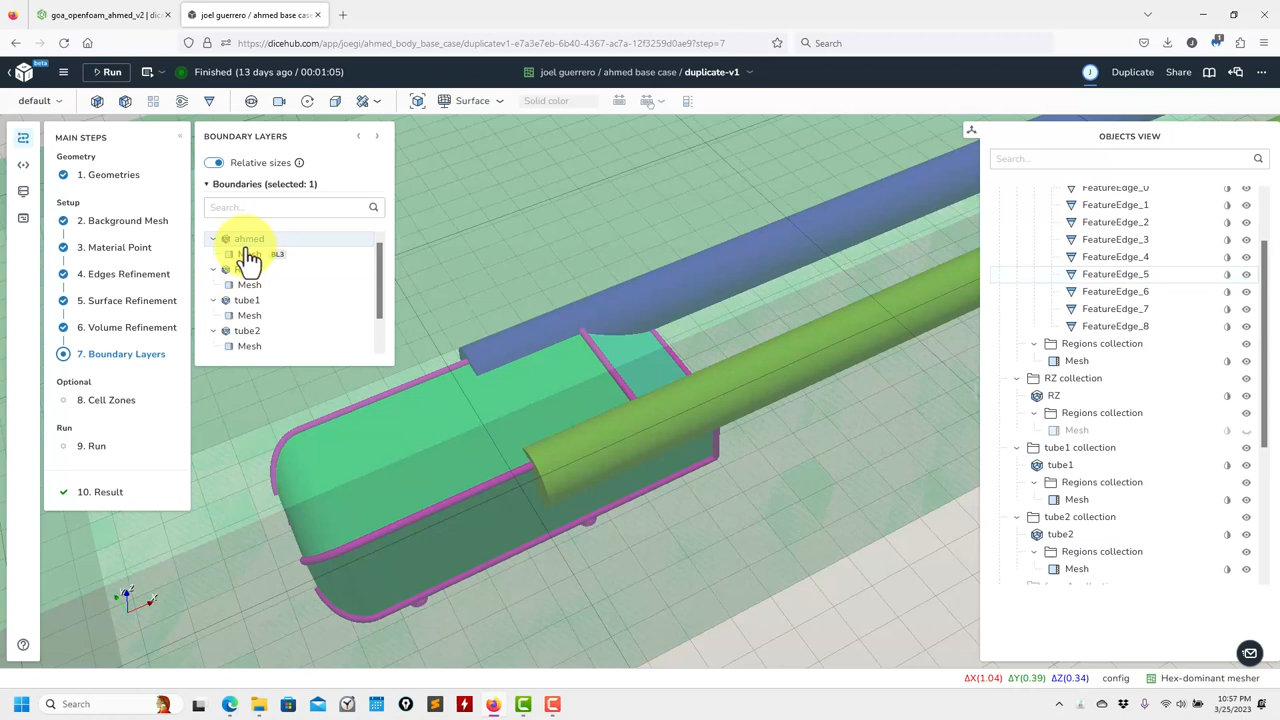 goa_openfoam_ahmed_v2 | dice
joel guerrero / ahmed base cas
https://dicehub.com/app/joegi/ahmed_body_base_case/duplicatev1/e7a3e7eb-6b40-4367-ac7a-12f3259d0ae9?step=7
Search
beta
Run
Finished (13 days ago / 00:01:05)
joel guerrero / ahmed base case / duplicate-v1
J
Duplicate
Share
default
Surface
Solid color
MAIN STEPS
Geometry
1. Geometries
Setup
2. Background Mesh
3. Material Point
4. Edges Refinement
5. Surface Refinement
6. Volume Refinement
7. Boundary Layers
Optional
8. Cell Zones
Run
9. Run
10. Result
BOUNDARY LAYERS
Relative sizes
Boundaries (selected: 1)
Search...
ahmed
BL3
Mesh
tube1
Mesh
tube2
Mesh
OBJECTS VIEW
Search...
FeatureEdge_0
FeatureEdge_1
FeatureEdge_2
FeatureEdge_3
FeatureEdge_4
FeatureEdge_5
FeatureEdge_6
FeatureEdge_7
FeatureEdge_8
Regions collection
Mesh
RZ collection
RZ
Regions collection
Mesh
tube1 collection
tube1
Regions collection
Mesh
tube2 collection
tube2
Regions collection
Mesh
Z
X
ΔX(1.04) ΔY(0.39) ΔZ(0.34) config Hex-dominant mesher
Search
10:57 PM
3/25/2023